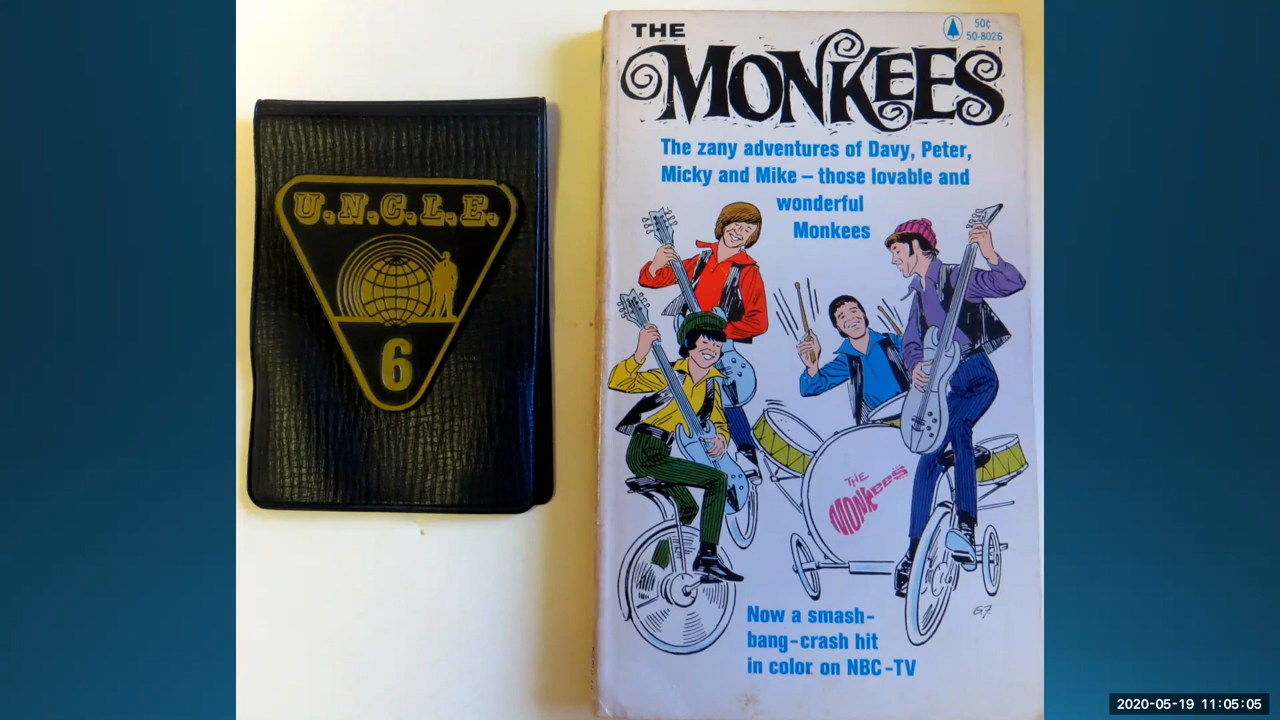 U.N.C.L.E.
6
THE
MONKEES
50¢
50-8026
The zany adventures of Davy, Peter,
Micky and Mike – those lovable and
wonderful
Monkees
THE
MONKEES
G.F.
Now a smash-
bang-crash hit
in color on NBC-TV
2020-05-19 11:05:05